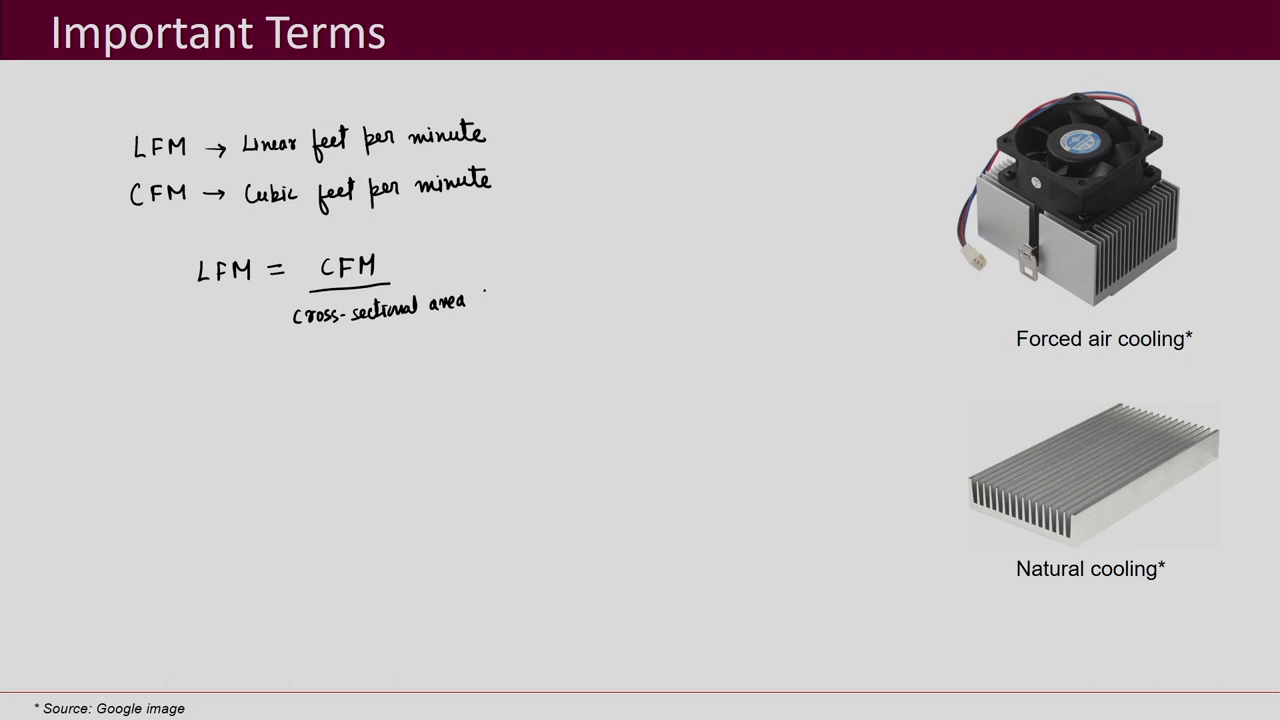 Important Terms
LFM → Linear feet per minute
CFM → Cubic feet per minute
LFM = CFM
cross-sectional area
Forced air cooling*
Natural cooling*
* Source: Google image